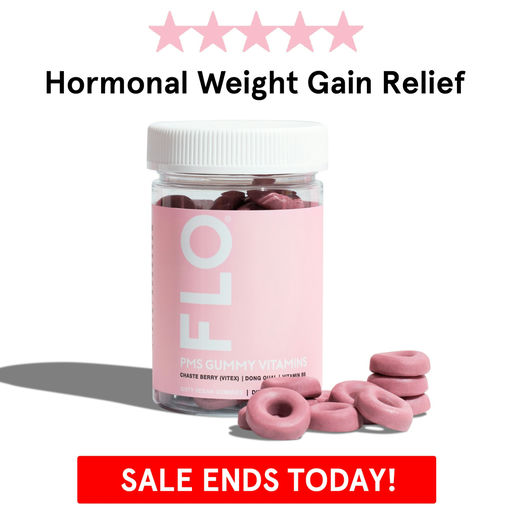 Hormonal Weight Gain Relief
FLO®
PMS GUMMY VITAMINS
CHASTE BERRY (VITEX) | DONG QUAI | VITAMIN B6
SALE ENDS TODAY!